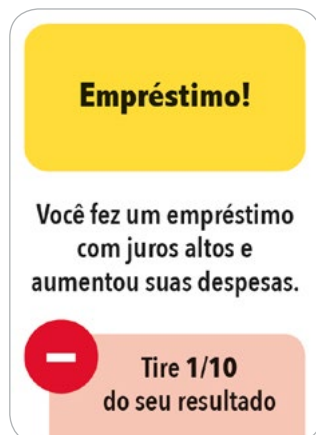 Empréstimo!
Você fez um empréstimo
com juros altos e
aumentou suas despesas.
–
Tire 1/10
do seu resultado